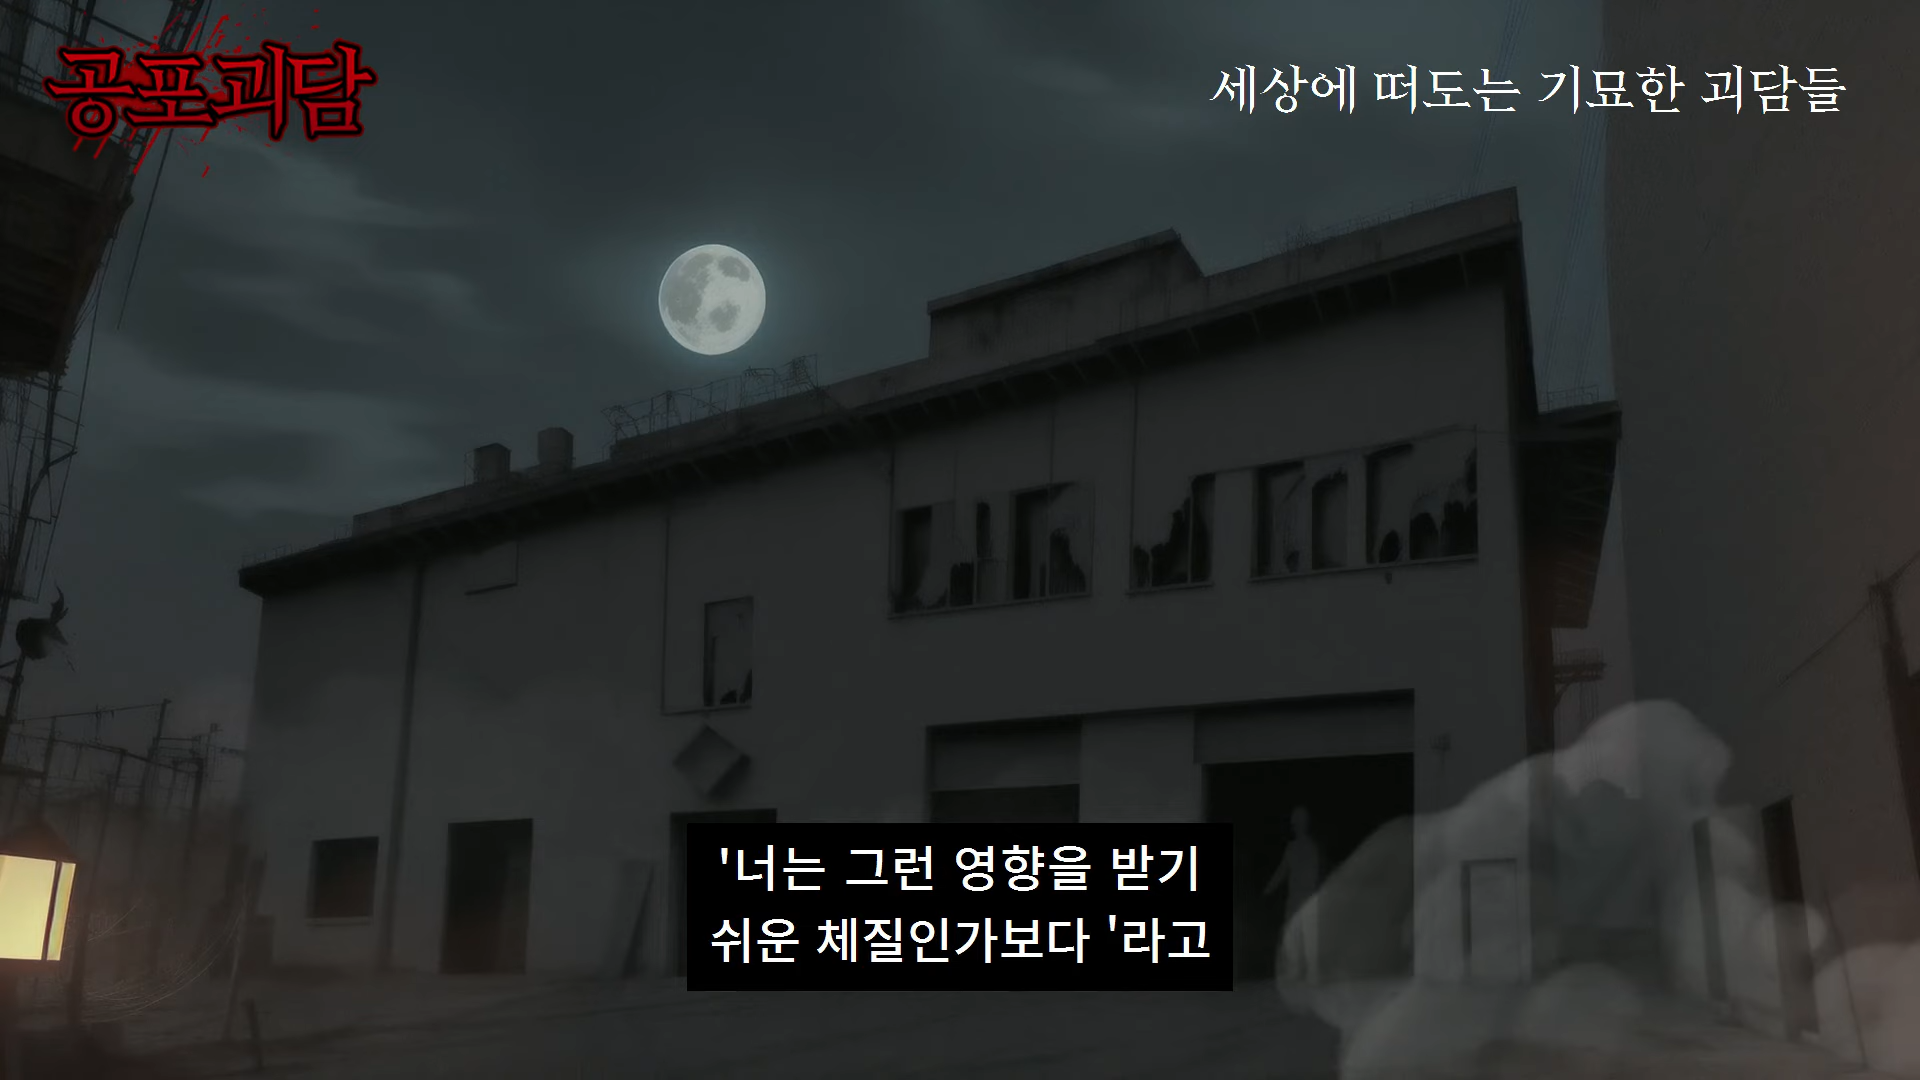 공포괴담
세상에 떠도는 기묘한 괴담들
'너는 그런 영향을 받기
쉬운 체질인가보다 '라고